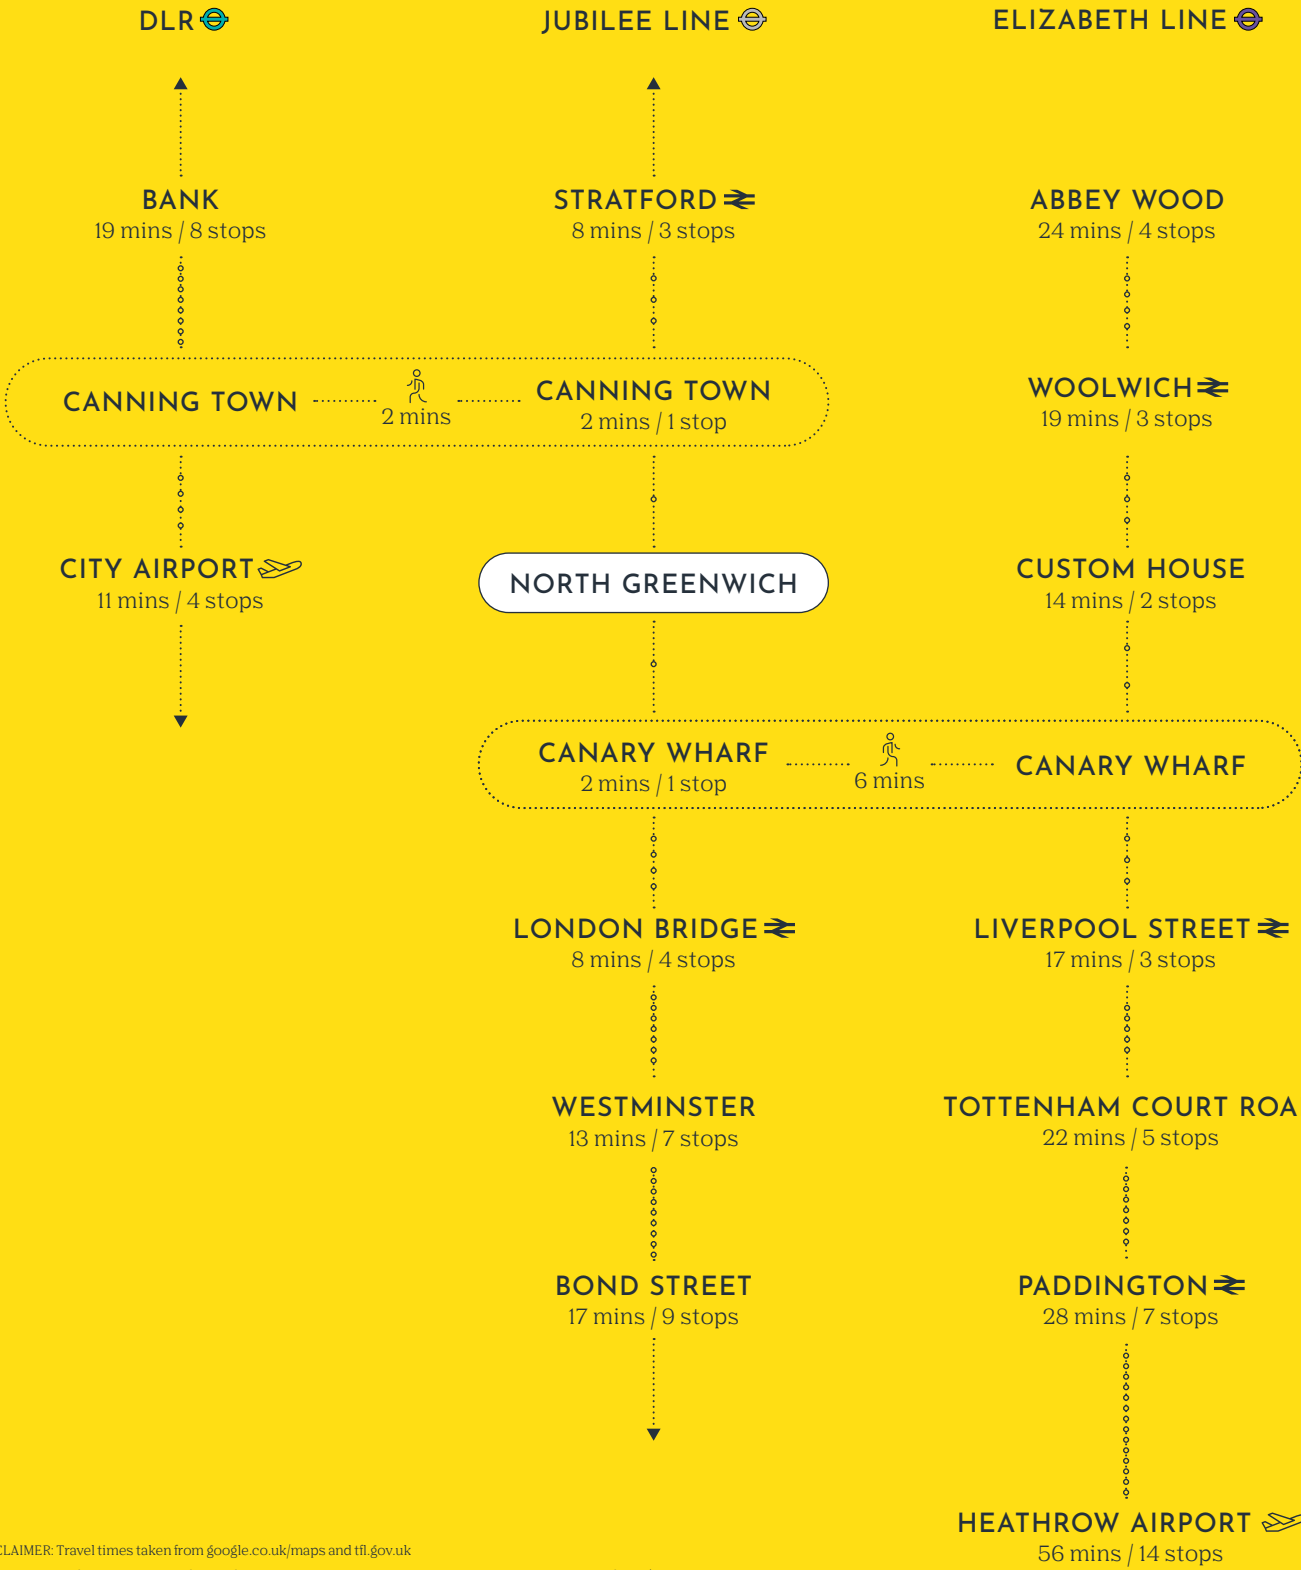 DLR
JUBILEE LINE
ELIZABETH LINE
BANK
19 mins / 8 stops
STRATFORD
8 mins / 3 stops
ABBEY WOOD
24 mins / 4 stops
CANNING TOWN
2 mins
CANNING TOWN
2 mins / 1 stop
WOOLWICH
19 mins / 3 stops
CITY AIRPORT
11 mins / 4 stops
NORTH GREENWICH
CUSTOM HOUSE
14 mins / 2 stops
CANARY WHARF
2 mins / 1 stop
6 mins
CANARY WHARF
LONDON BRIDGE
8 mins / 4 stops
LIVERPOOL STREET
17 mins / 3 stops
WESTMINSTER
13 mins / 7 stops
TOTTENHAM COURT ROA
22 mins / 5 stops
BOND STREET
17 mins / 9 stops
PADDINGTON
28 mins / 7 stops
HEATHROW AIRPORT
56 mins / 14 stops
CLAIMER: Travel times taken from google.co.uk/maps and tfl.gov.uk